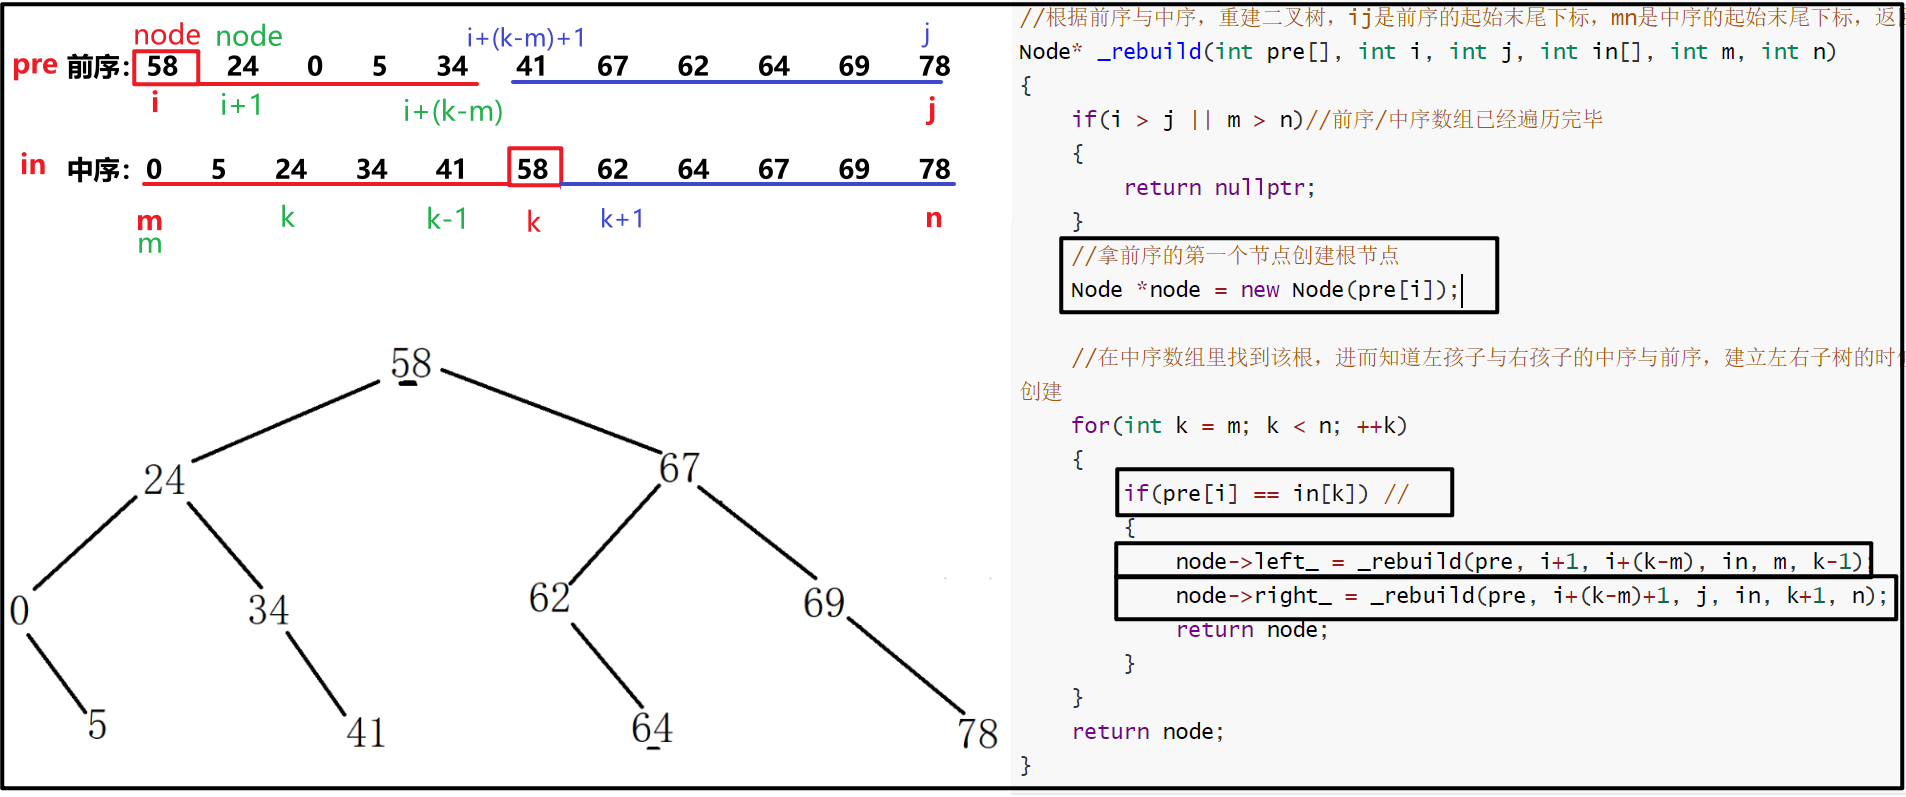 node node i+(k-m)+1 j
pre 前序: 58 24 0 5 34 41 67 62 64 69 78
i i+1 i+(k-m) j
in 中序: 0 5 24 34 41 58 62 64 67 69 78
m k k-1 k k+1 n
m
58
24 67
0 34 62 69
5 41 64 78
//根据前序与中序，重建二叉树，ij是前序的起始末尾下标，mn是中序的起始末尾下标，返
Node* _rebuild(int pre[], int i, int j, int in[], int m, int n)
{
if(i > j || m > n)//前序/中序数组已经遍历完毕
{
return nullptr;
}
//拿前序的第一个节点创建根节点
Node *node = new Node(pre[i]);
//在中序数组里找到该根，进而知道左孩子与右孩子的中序与前序，建立左右子树的时
创建
for(int k = m; k < n; ++k)
{
if(pre[i] == in[k]) //
{
node->left_ = _rebuild(pre, i+1, i+(k-m), in, m, k-1);
node->right_ = _rebuild(pre, i+(k-m)+1, j, in, k+1, n);
return node;
}
}
return node;
}